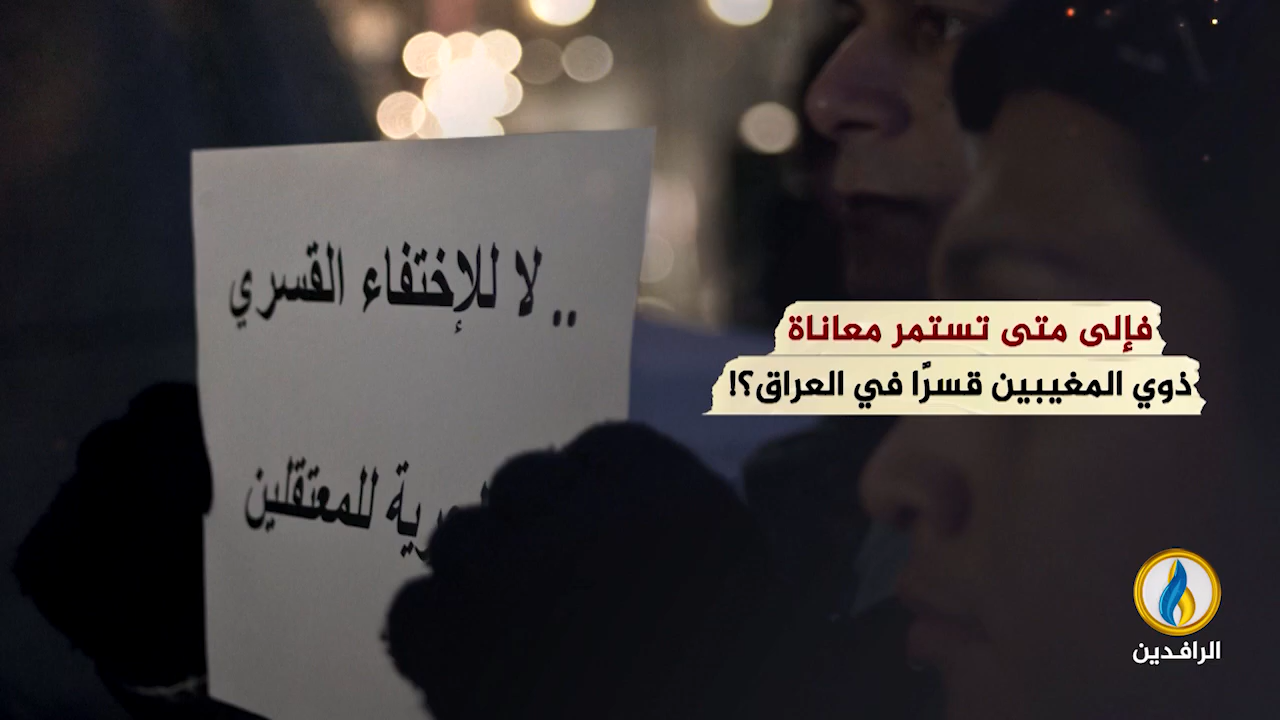 لا للإختفاء القسري ..
للمعتقلين
فإلى متى تستمر معاناة
ذوي المغيبين قسرًا في العراق؟!
الرافدين